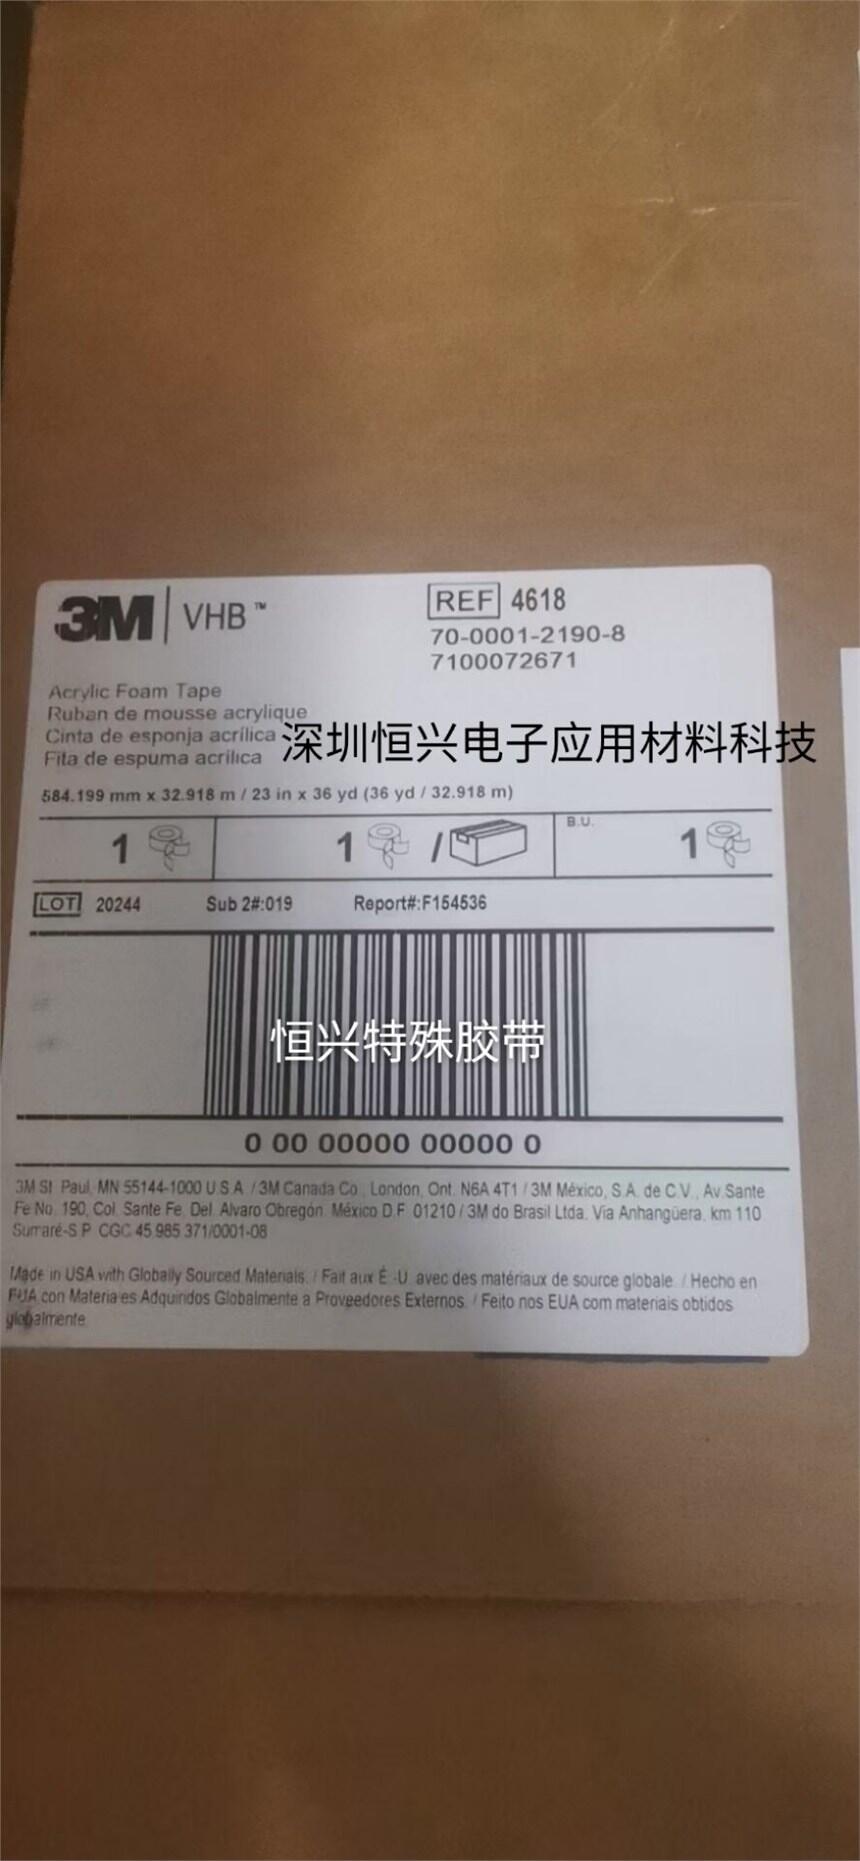 3M VHB™
REF 4618
70-0001-2190-8
7100072671
Acrylic Foam Tape
Ruban de mousse acrylique
Cinta de esponja acrílica
Fita de espuma acrílica
深圳恒兴电子应用材料科技
584.199 mm x 32.918 m / 23 in x 36 yd (36 yd / 32.918 m)
1 1 / B.U. 1
LOT 20244 Sub 2#:019 Report#:F154536
恒兴特殊胶带
0 00 00000 00000 0
3M St. Paul, MN 55144-1000 U.S.A. / 3M Canada Co., London, Ont. N6A 4T1 / 3M México, S.A. de C.V., Av.Sante
Fe No. 190, Col. Sante Fe, Del. Alvaro Obregón, México D.F. 01210 / 3M do Brasil Ltda. Via Anhangüera, km 110
Sumaré-S.P. CGC 45.985.371/0001-08
Made in USA with Globally Sourced Materials. / Fait aux É.-U. avec des matériaux de source globale. / Hecho en
EUA con Materiales Adquindos Globalmente a Proveedores Externos. / Feito nos EUA com materiais obtidos
globalmente.